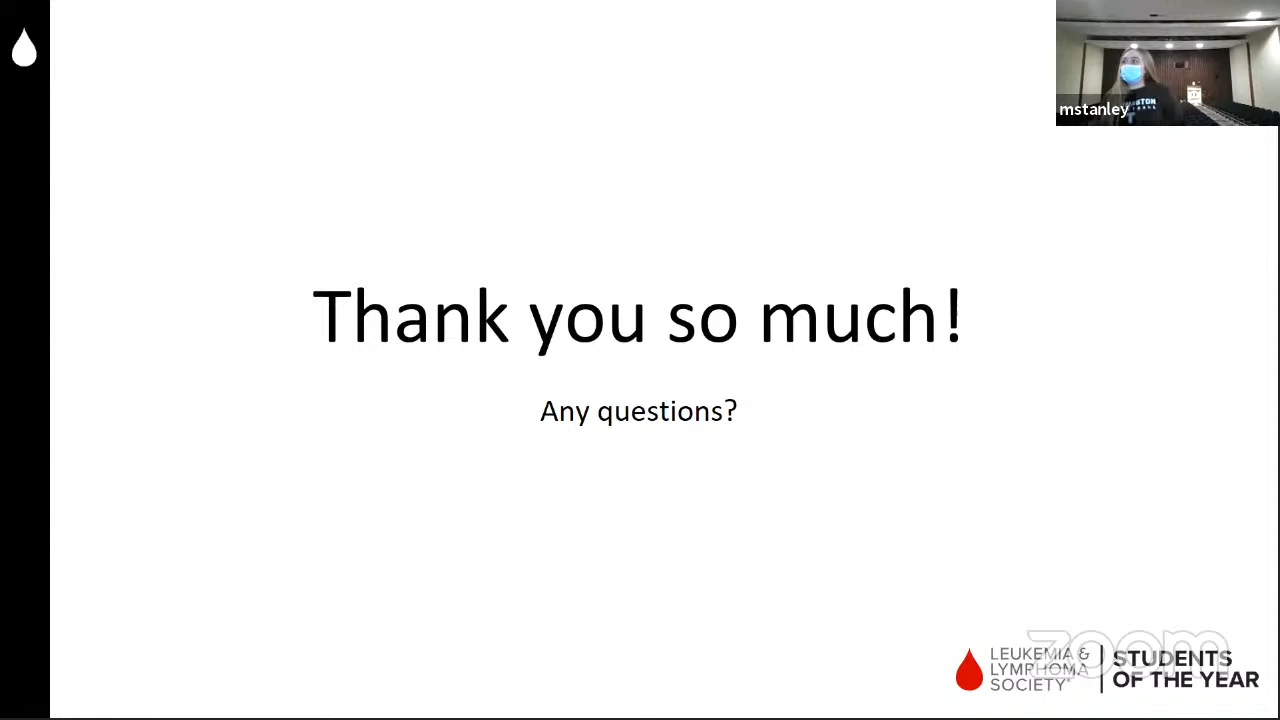 mstanley
Thank you so much!
Any questions?
zoom
LEUKEMIA &
LYMPHOMA
SOCIETY®
STUDENTS
OF THE YEAR